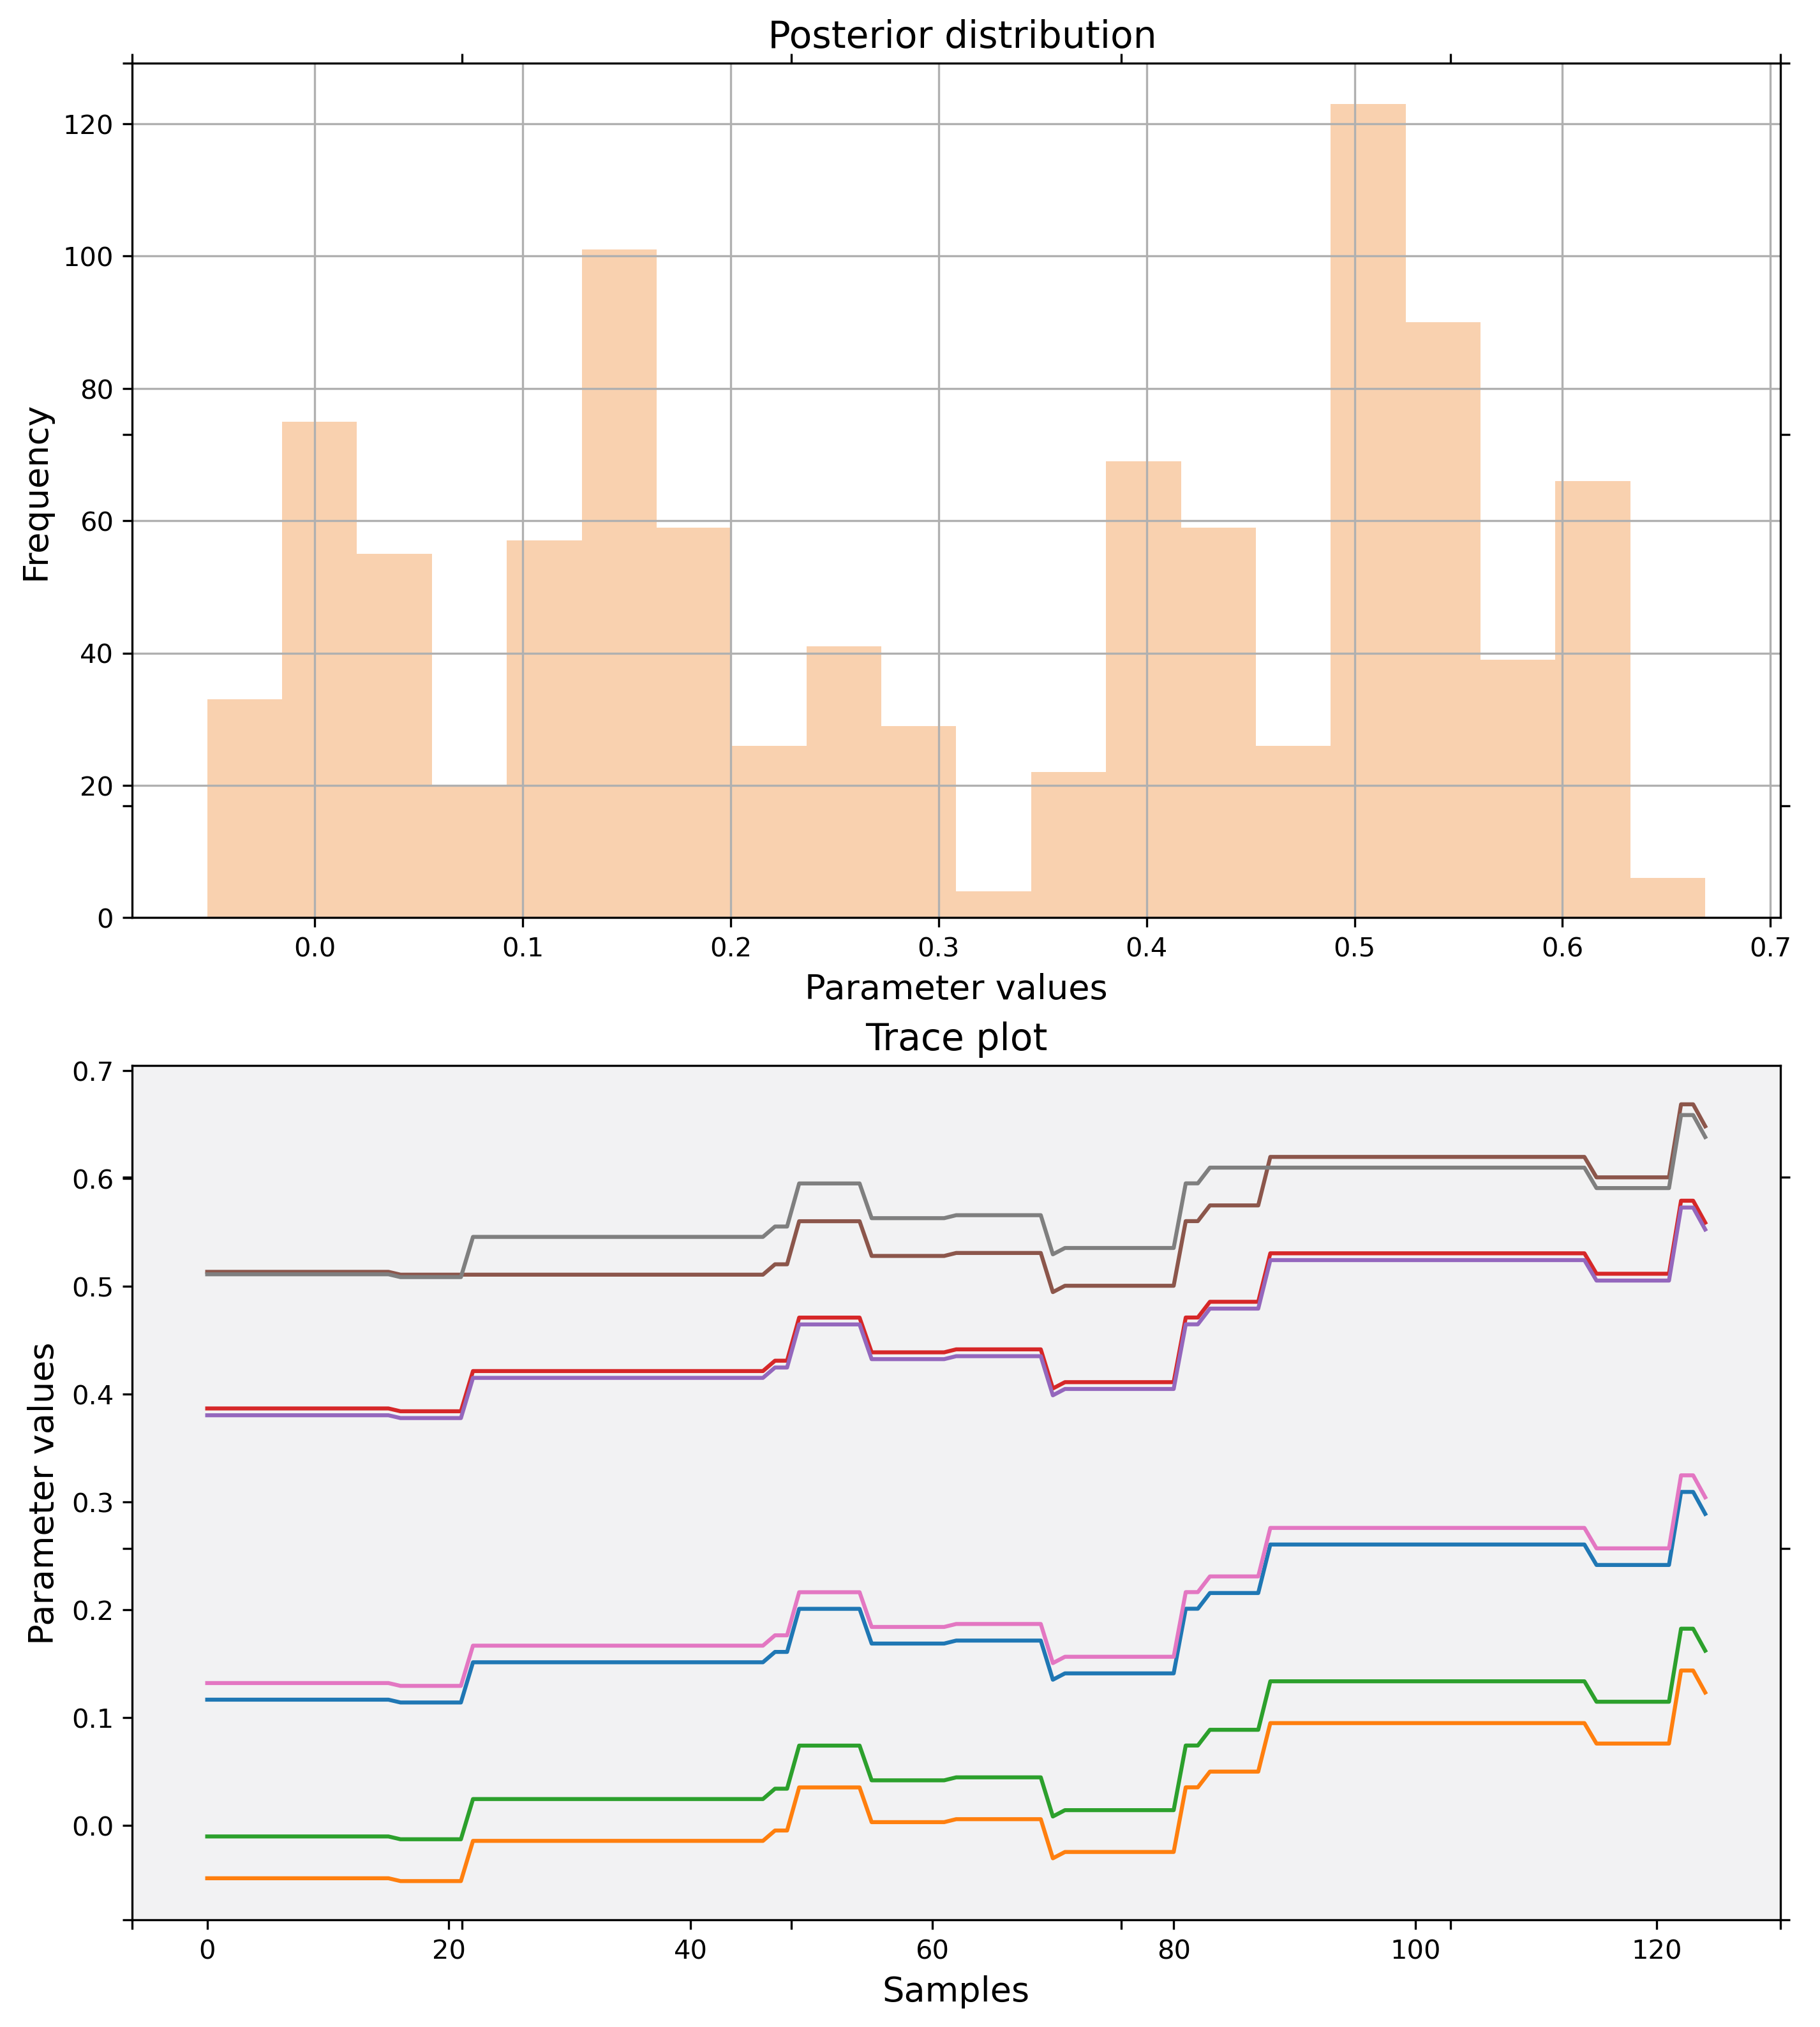 Posterior distribution
120
100
80
60
40
20
0
Frequency
0.0 0.1 0.2 0.3 0.4 0.5 0.6 0.7
Parameter values
Trace plot
0.7
0.6
0.5
0.4
0.3
0.2
0.1
0.0
Parameter values
0 20 40 60 80 100 120
Samples